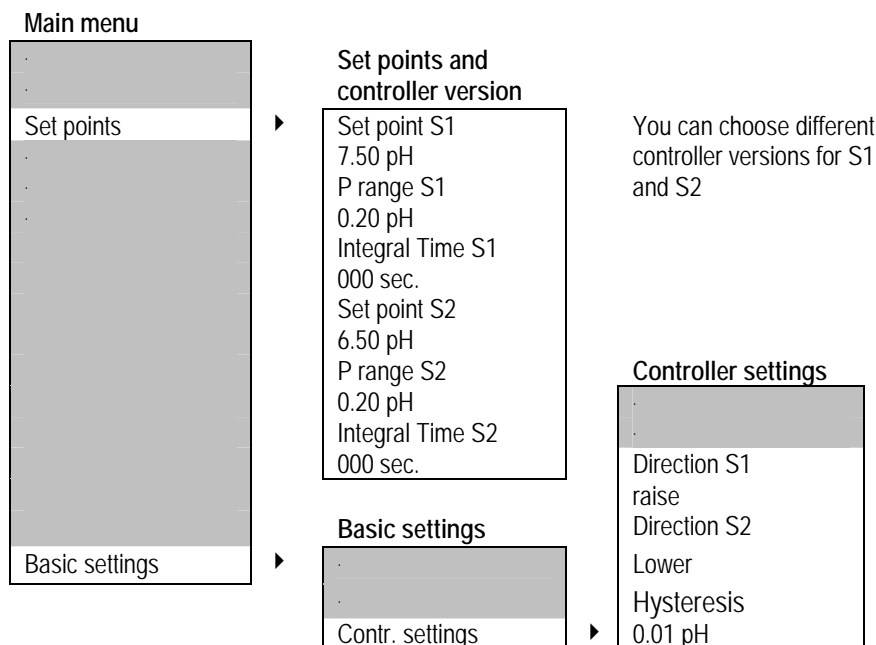 Main menu
.
.
Set points
.
.
.
Basic settings
Set points and
controller version
Set point S1
7.50 pH
P range S1
0.20 pH
Integral Time S1
000 sec.
Set point S2
6.50 pH
P range S2
0.20 pH
Integral Time S2
000 sec.
You can choose different
controller versions for S1
and S2
Basic settings
.
.
Contr. settings
Controller settings
.
.
Direction S1
raise
Direction S2
Lower
Hysteresis
0.01 pH